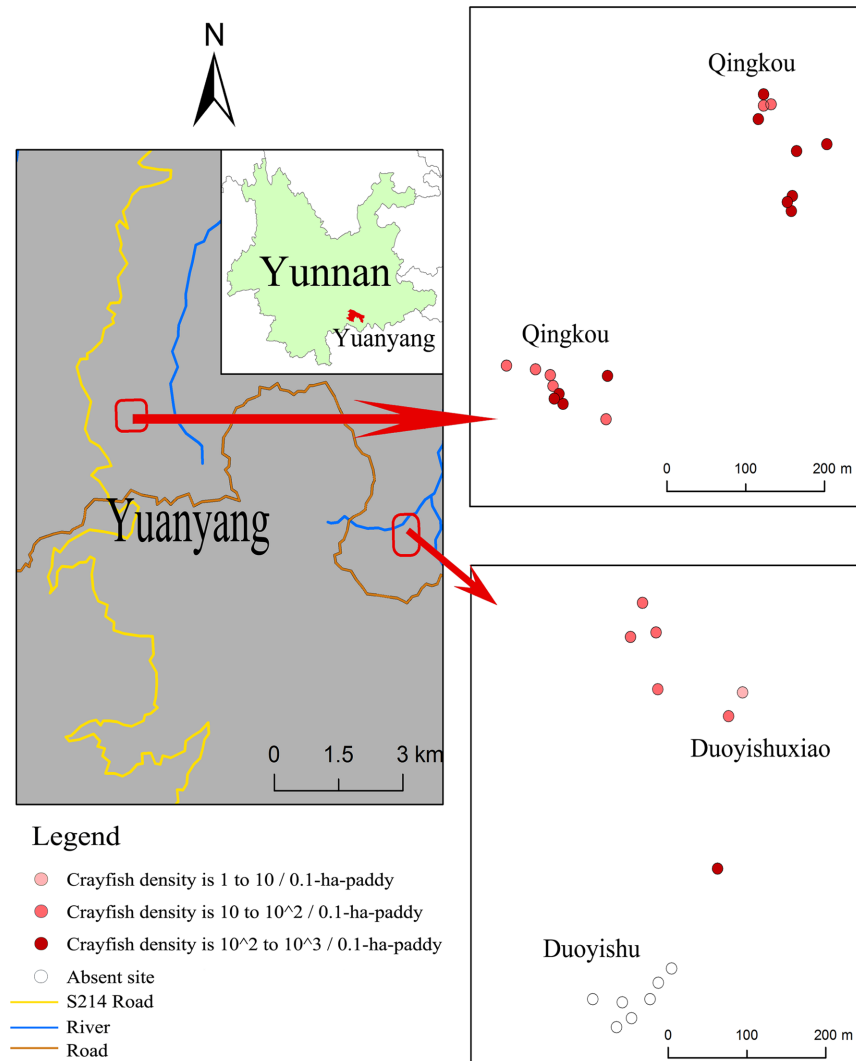 N
Yunnan
Yuanyang
Yuanyang
0 1.5 3 km
Qingkou
Qingkou
0 100 200 m
Duoyishuxiao
Duoyishu
0 100 200 m
Legend
Crayfish density is 1 to 10 / 0.1-ha-paddy
Crayfish density is 10 to 10^2 / 0.1-ha-paddy
Crayfish density is 10^2 to 10^3 / 0.1-ha-paddy
Absent site
S214 Road
River
Road